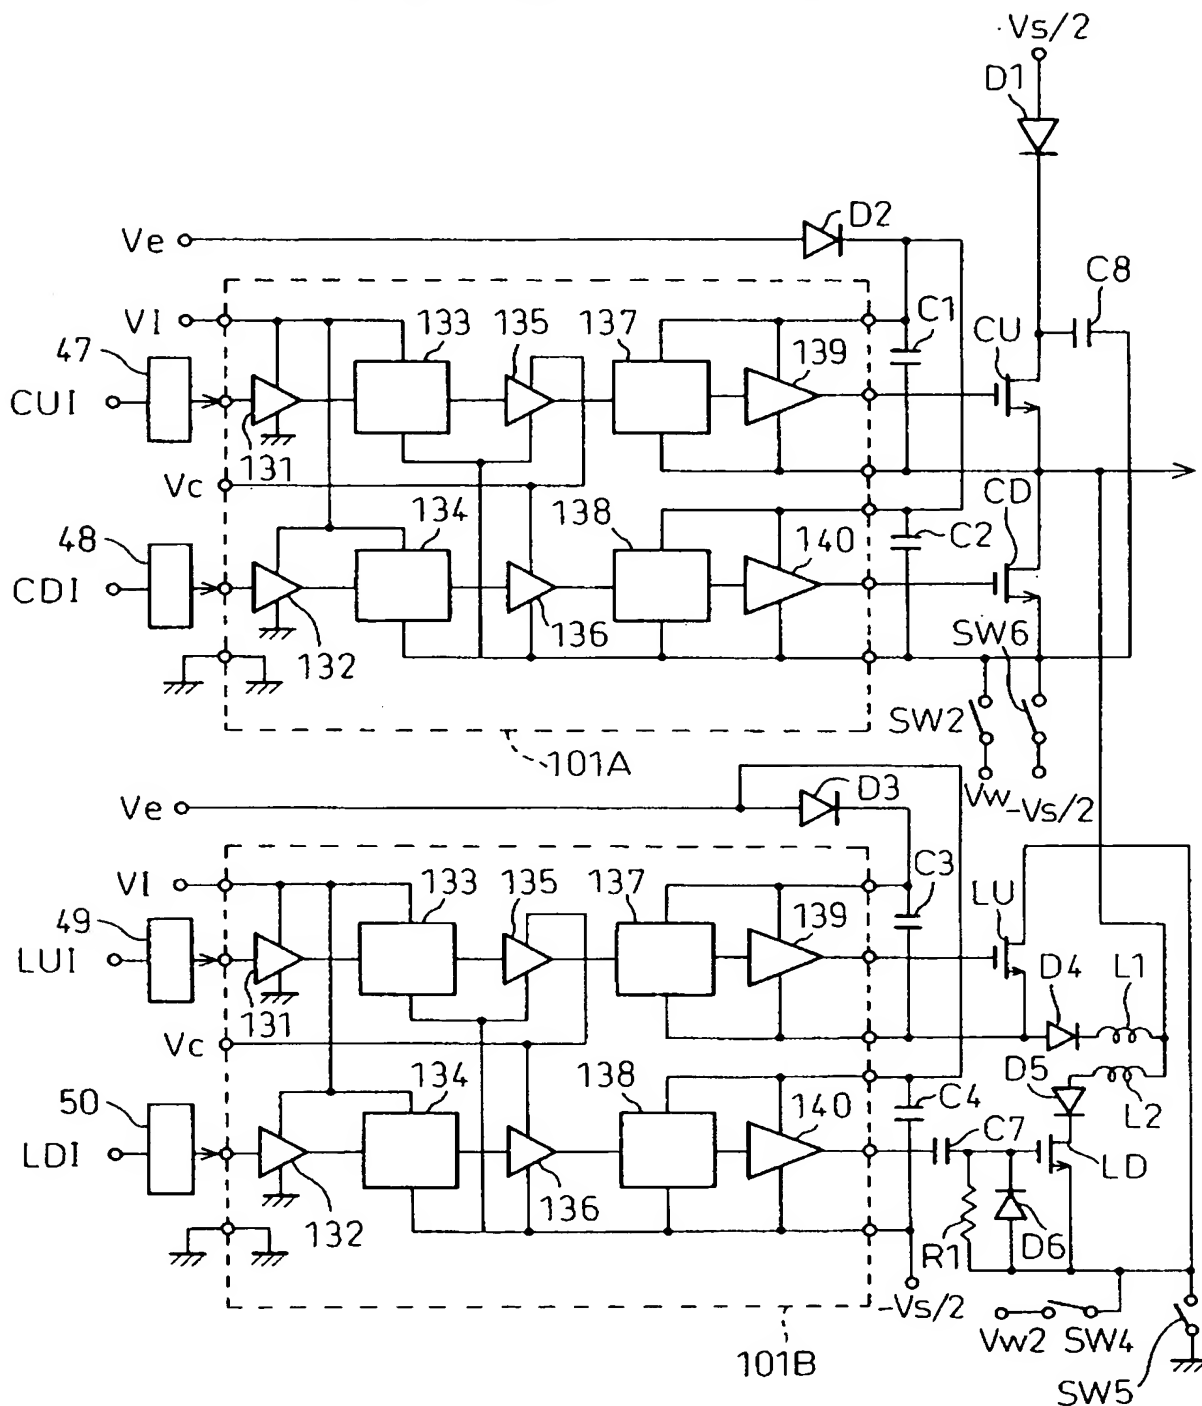 Vs/2
D1
Ve
D2
C8
VI
133
135
137
C1
CU
47
139
CUI
131
Vc
CD
134
138
48
140
C2
CDI
SW6
136
132
SW2
101A
Vw
-Vs/2
Ve
D3
VI
133
135
137
C3
LU
49
139
LUI
D4
L1
131
Vc
134
138
D5
50
140
C4
L2
C7
LDI
LD
136
132
R1
D6
-Vs/2
Vw2
SW4
101B
SW5